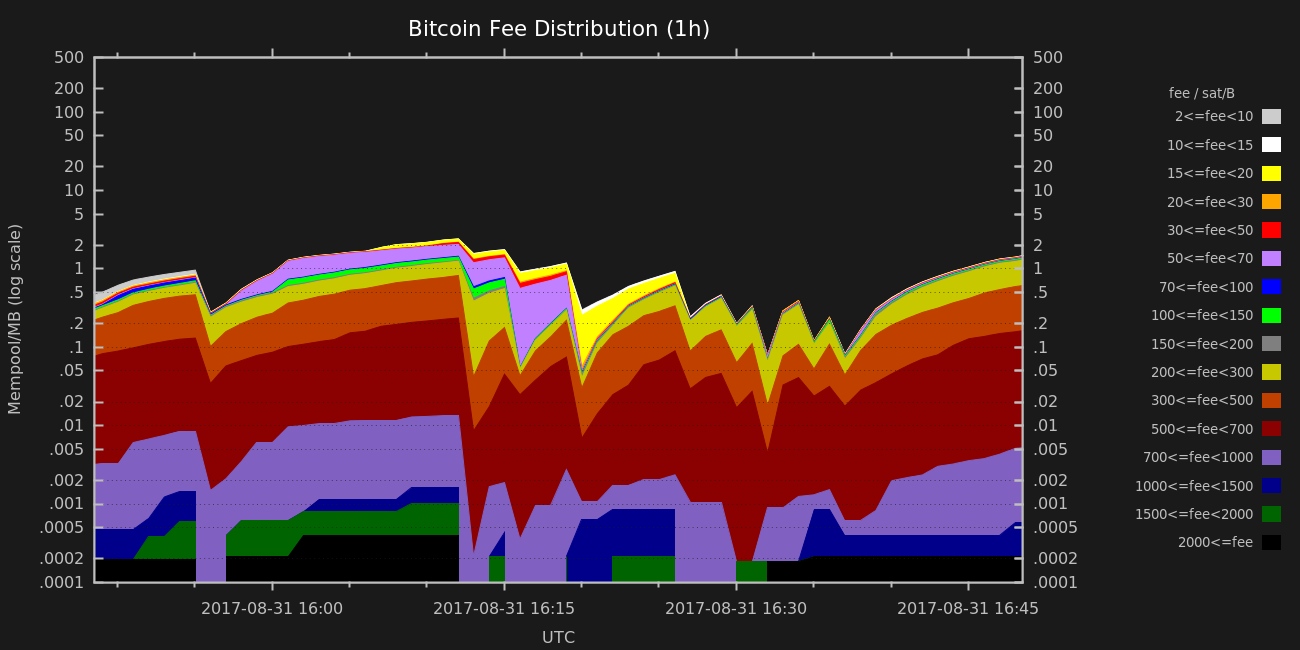 Bitcoin Fee Distribution (1h)
500
200
100
50
20
10
5
2
1
.5
.2
.1
.05
.02
.01
.005
.002
.001
.0005
.0002
.0001
Mempool/MB (log scale)
500
200
100
50
20
10
5
2
1
.5
.2
.1
.05
.02
.01
.005
.002
.001
.0005
.0002
.0001
2017-08-31 16:00
2017-08-31 16:15
2017-08-31 16:30
2017-08-31 16:45
UTC
fee / sat/B
2<=fee<10
10<=fee<15
15<=fee<20
20<=fee<30
30<=fee<50
50<=fee<70
70<=fee<100
100<=fee<150
150<=fee<200
200<=fee<300
300<=fee<500
500<=fee<700
700<=fee<1000
1000<=fee<1500
1500<=fee<2000
2000<=fee